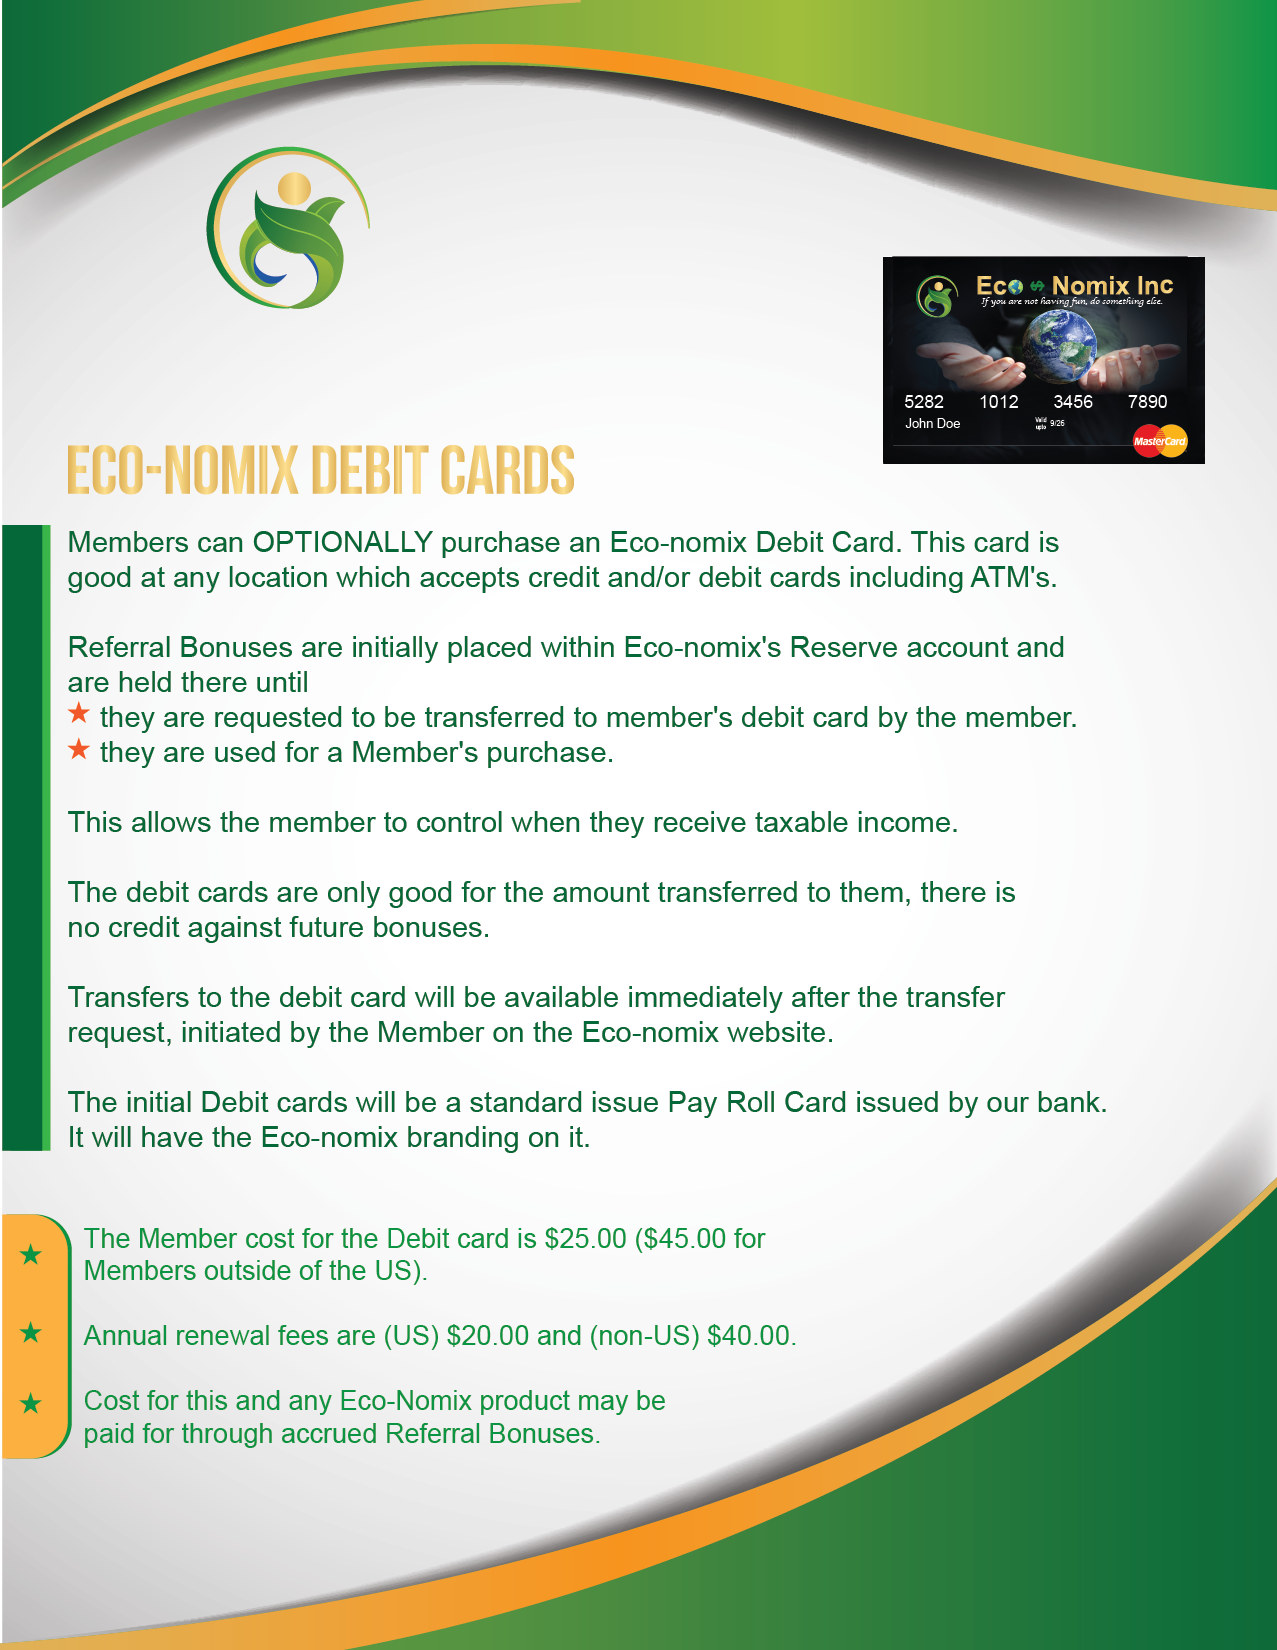 Eco $ Nomix Inc
If you are not having fun, do something else.
5282 1012 3456 7890
John Doe
Valid upto 9/26
MasterCard
ECO-NOMIX DEBIT CARDS
Members can OPTIONALLY purchase an Eco-nomix Debit Card. This card is
good at any location which accepts credit and/or debit cards including ATM's.
Referral Bonuses are initially placed within Eco-nomix's Reserve account and
are held there until
★ they are requested to be transferred to member's debit card by the member.
★ they are used for a Member's purchase.
This allows the member to control when they receive taxable income.
The debit cards are only good for the amount transferred to them, there is
no credit against future bonuses.
Transfers to the debit card will be available immediately after the transfer
request, initiated by the Member on the Eco-nomix website.
The initial Debit cards will be a standard issue Pay Roll Card issued by our bank.
It will have the Eco-nomix branding on it.
★ The Member cost for the Debit card is $25.00 ($45.00 for
Members outside of the US).
★ Annual renewal fees are (US) $20.00 and (non-US) $40.00.
★ Cost for this and any Eco-Nomix product may be
paid for through accrued Referral Bonuses.